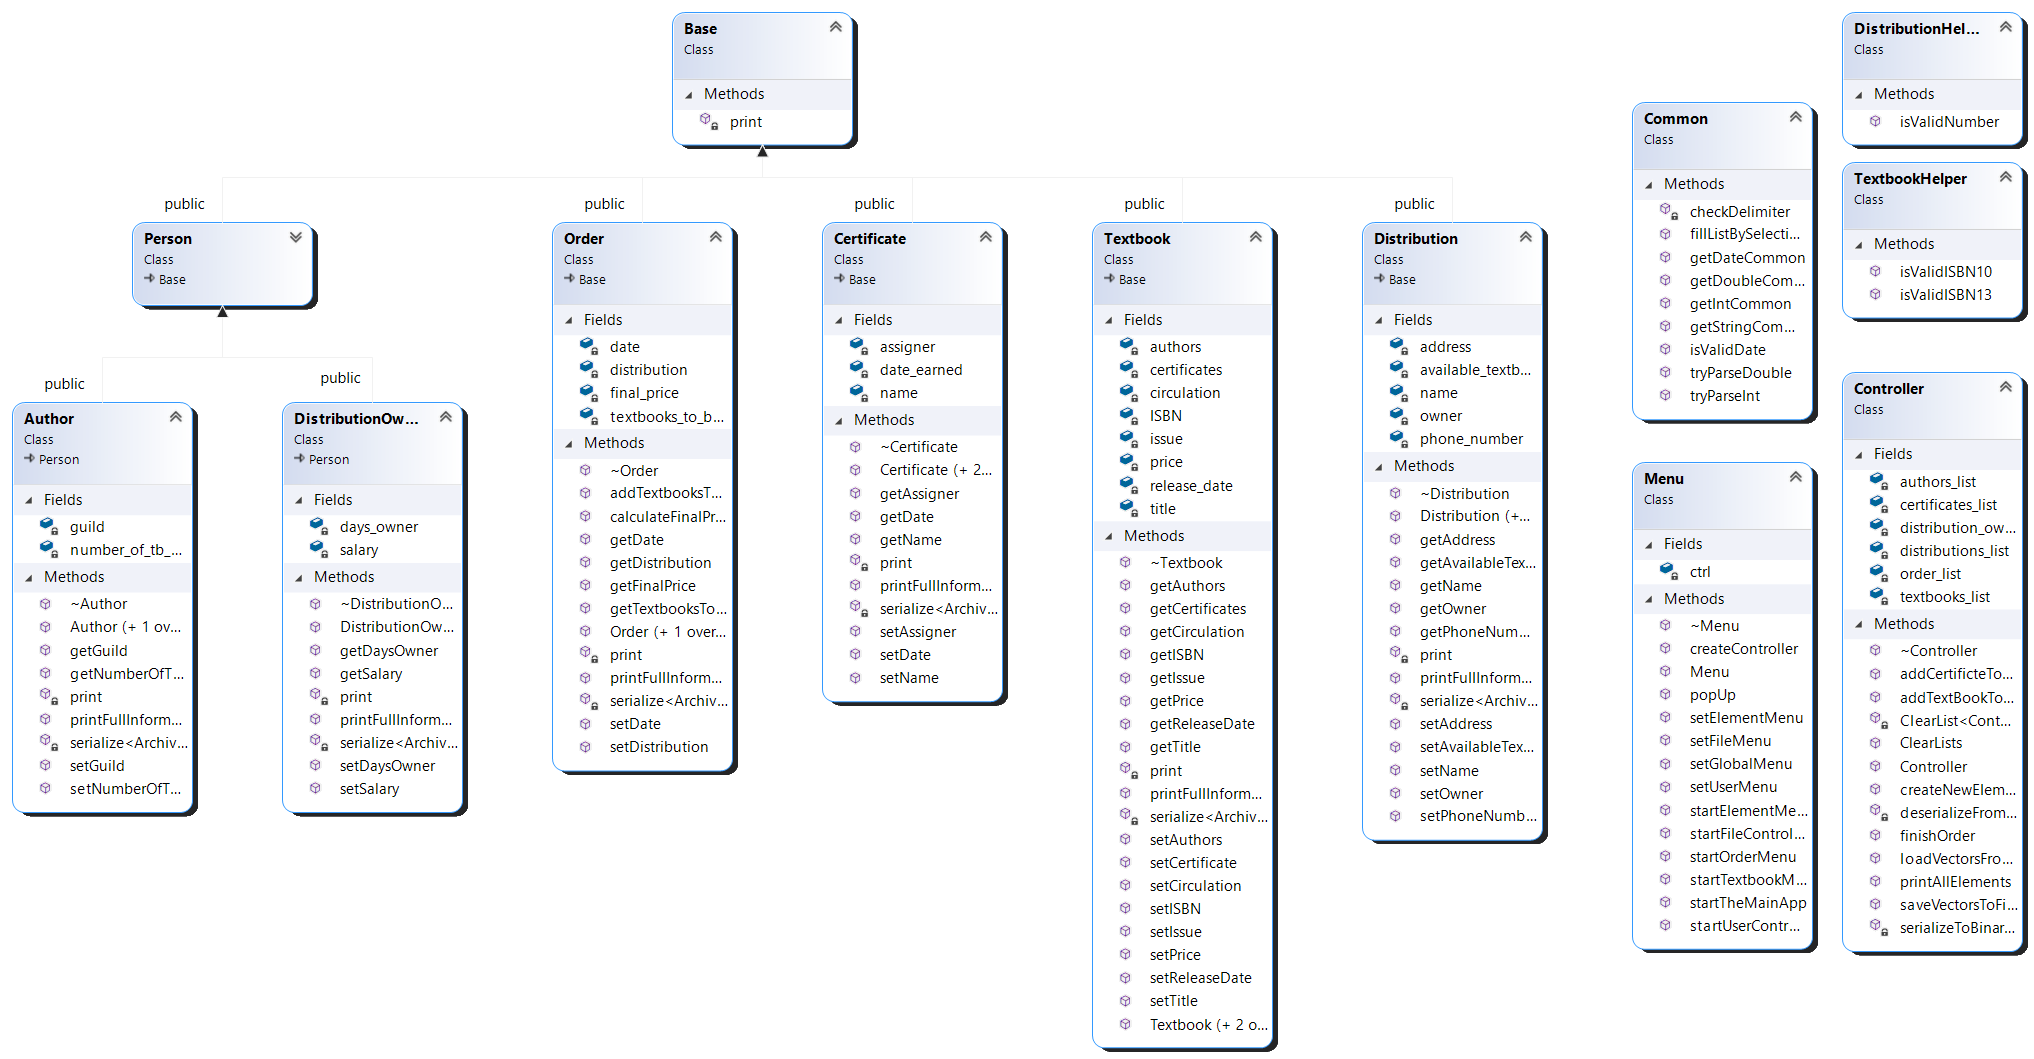 Base
Class
Methods
print
public
Person
Class
Base
public
Author
Class
Person
Fields
guild
number_of_tb_...
Methods
~Author
Author (+ 1 ov...
getGuild
getNumberOfT...
print
printFullInform...
serialize<Archiv...
setGuild
setNumberOfT...
public
DistributionOw...
Class
Person
Fields
days_owner
salary
Methods
~DistributionO...
DistributionOw...
getDaysOwner
getSalary
print
printFullInform...
serialize<Archiv...
setDaysOwner
setSalary
public
Order
Class
Base
Fields
date
distribution
final_price
textbooks_to_b...
Methods
~Order
addTextbooksT...
calculateFinalPr...
getDate
getDistribution
getFinalPrice
getTextbooksTo...
Order (+ 1 over...
print
printFullInform...
serialize<Archiv...
setDate
setDistribution
public
Certificate
Class
Base
Fields
assigner
date_earned
name
Methods
~Certificate
Certificate (+ 2...
getAssigner
getDate
getName
print
printFullInform...
serialize<Archiv...
setAssigner
setDate
setName
public
Textbook
Class
Base
Fields
authors
certificates
circulation
ISBN
issue
price
release_date
title
Methods
~Textbook
getAuthors
getCertificates
getCirculation
getISBN
getIssue
getPrice
getReleaseDate
getTitle
print
printFullInform...
serialize<Archiv...
setAuthors
setCertificate
setCirculation
setISBN
setIssue
setPrice
setReleaseDate
setTitle
Textbook (+ 2 o...
public
Distribution
Class
Base
Fields
address
available_textb...
name
owner
phone_number
Methods
~Distribution
Distribution (+...
getAddress
getAvailableTex...
getName
getOwner
getPhoneNum...
print
printFullInform...
serialize<Archiv...
setAddress
setAvailableTex...
setName
setOwner
setPhoneNumb...
Common
Class
Methods
checkDelimiter
fillListBySelecti...
getDateCommon
getDoubleCom...
getIntCommon
getStringCom...
isValidDate
tryParseDouble
tryParseInt
Menu
Class
Fields
ctrl
Methods
~Menu
createController
Menu
popUp
setElementMenu
setFileMenu
setGlobalMenu
setUserMenu
startElementMe...
startFileControl...
startOrderMenu
startTextbookM...
startTheMainApp
startUserContr...
DistributionHel...
Class
Methods
isValidNumber
TextbookHelper
Class
Methods
isValidISBN10
isValidISBN13
Controller
Class
Fields
authors_list
certificates_list
distribution_ow...
distributions_list
order_list
textbooks_list
Methods
~Controller
addCertificteTo...
addTextBookTo...
ClearList<Cont...
ClearLists
Controller
createNewElem...
deserializeFrom...
finishOrder
loadVectorsFro...
printAllElements
saveVectorsToFi...
serializeToBinar...